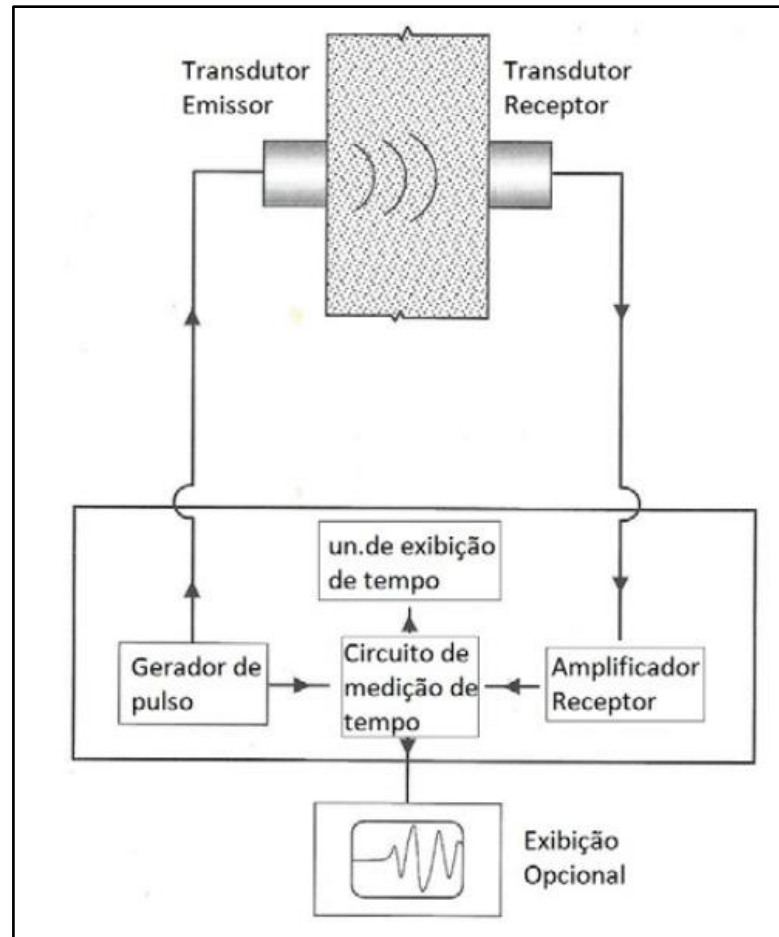 Transdutor
Emissor
Transdutor
Receptor
un.de exibição
de tempo
Gerador de
pulso
Circuito de
medição de
tempo
Amplificador
Receptor
Exibição
Opcional